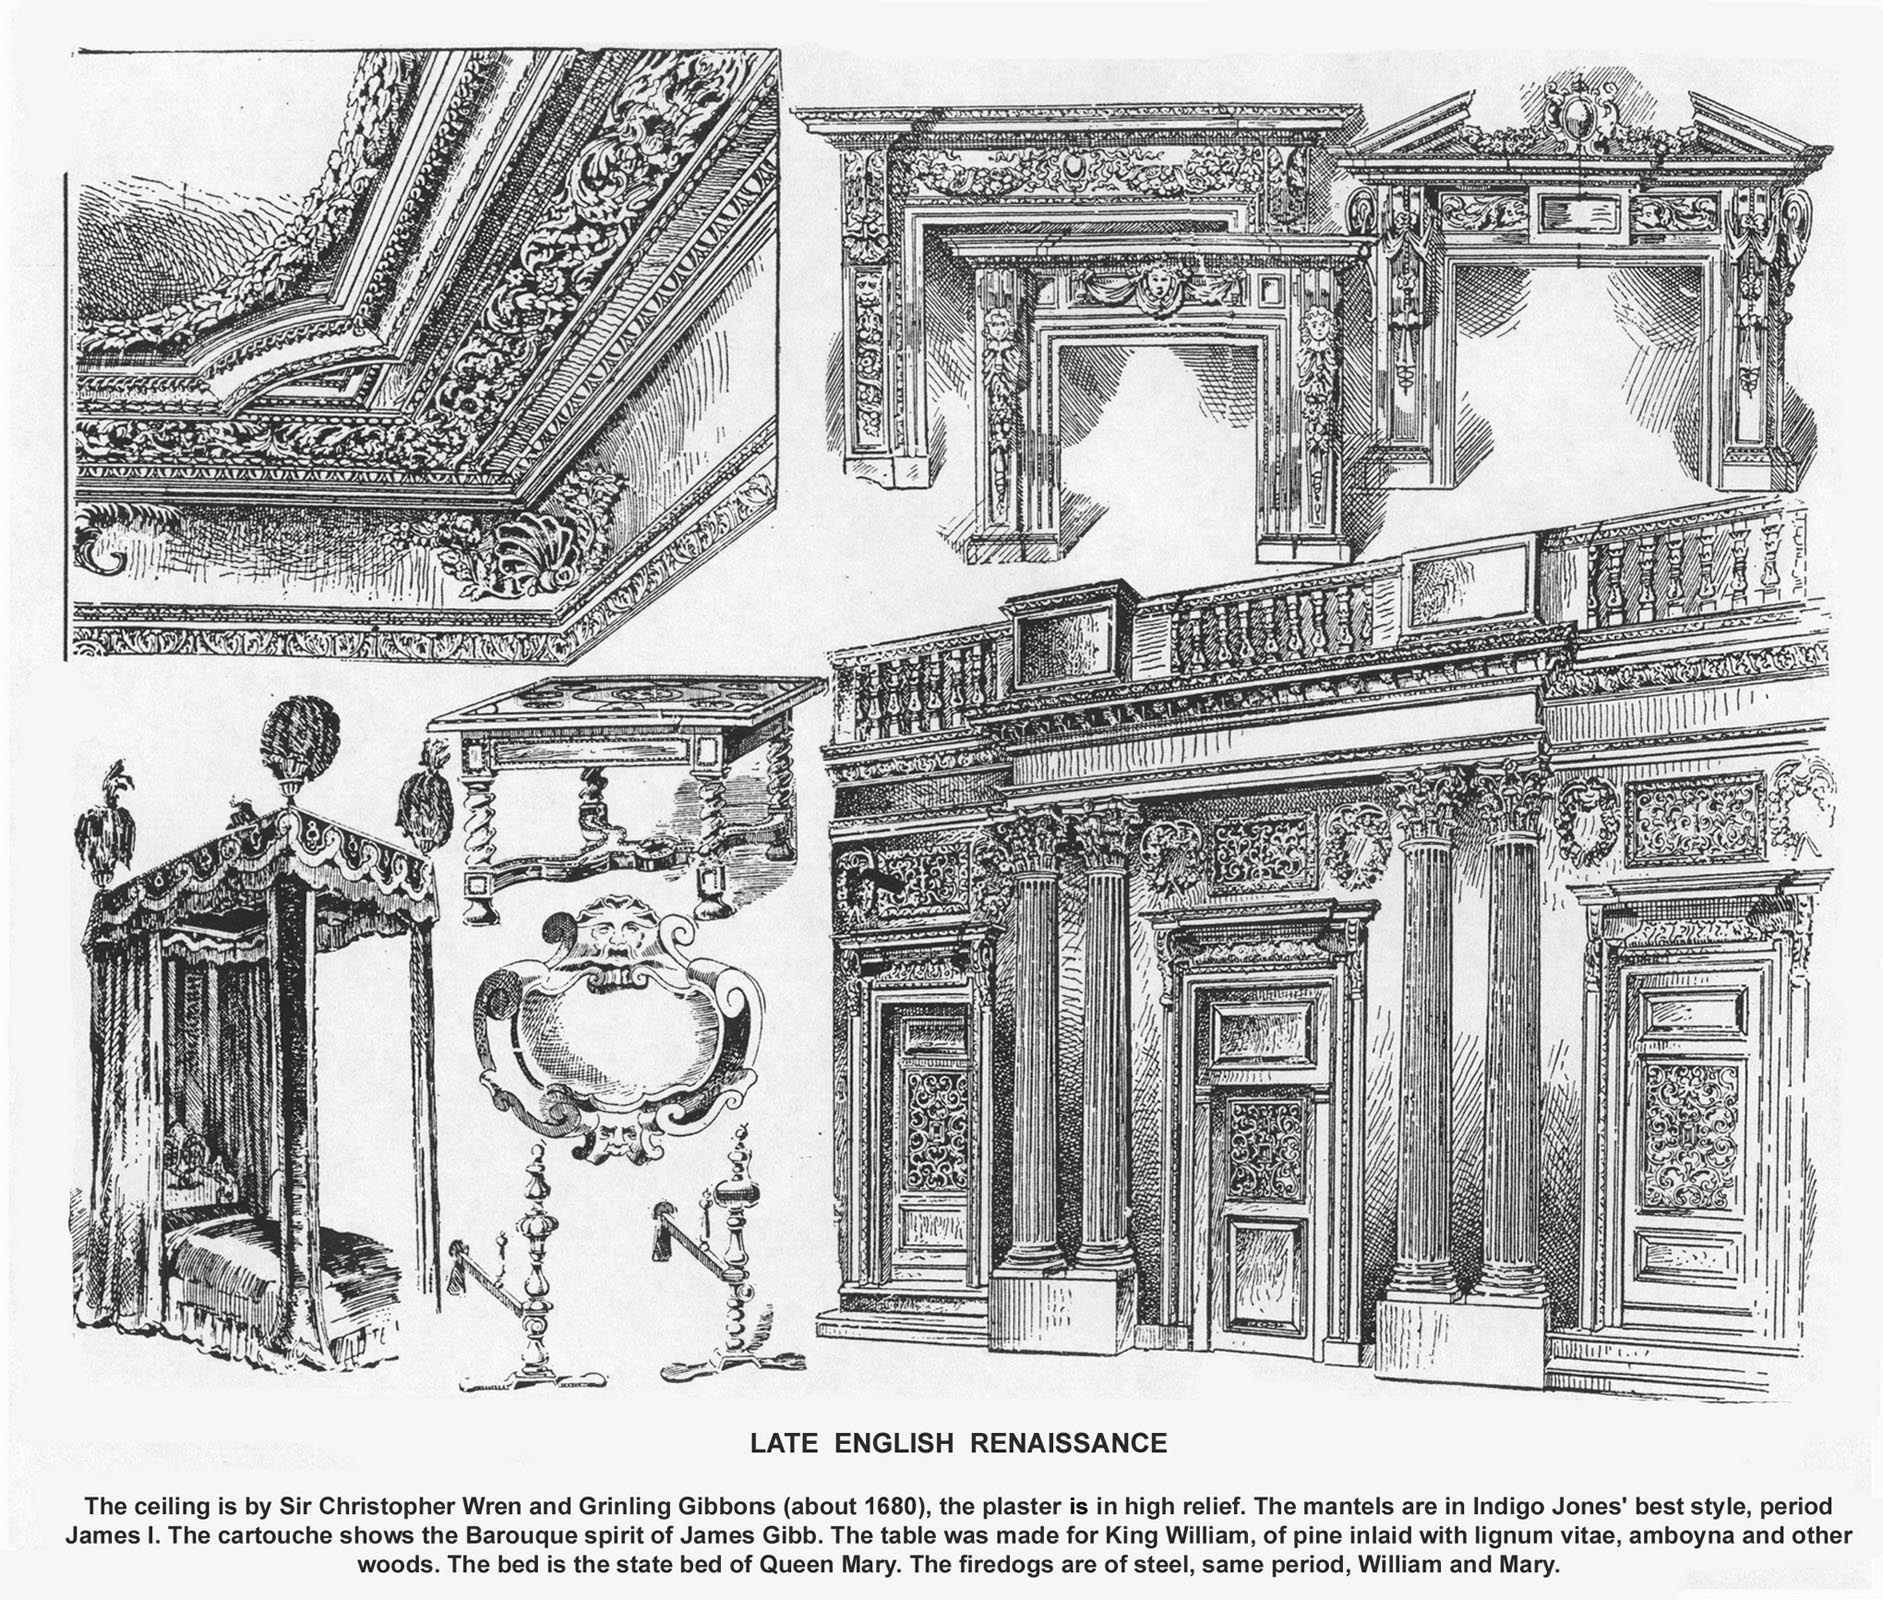 LATE ENGLISH RENAISSANCE
The ceiling is by Sir Christopher Wren and Grinling Gibbons (about 1680), the plaster is in high relief. The mantels are in Indigo Jones' best style, period
James I. The cartouche shows the Barouque spirit of James Gibb. The table was made for King William, of pine inlaid with lignum vitae, amboyna and other
woods. The bed is the state bed of Queen Mary. The firedogs are of steel, same period, William and Mary.